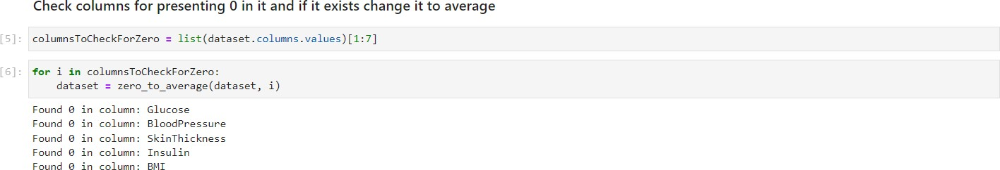 Check columns for presenting 0 in it and if it exists change it to average
[5]: columnsToCheckForZero = list(dataset.columns.values)[1:7]
[6]: for i in columnsToCheckForZero:
    dataset = zero_to_average(dataset, i)
Found 0 in column: Glucose
Found 0 in column: BloodPressure
Found 0 in column: SkinThickness
Found 0 in column: Insulin
Found 0 in column: BMI